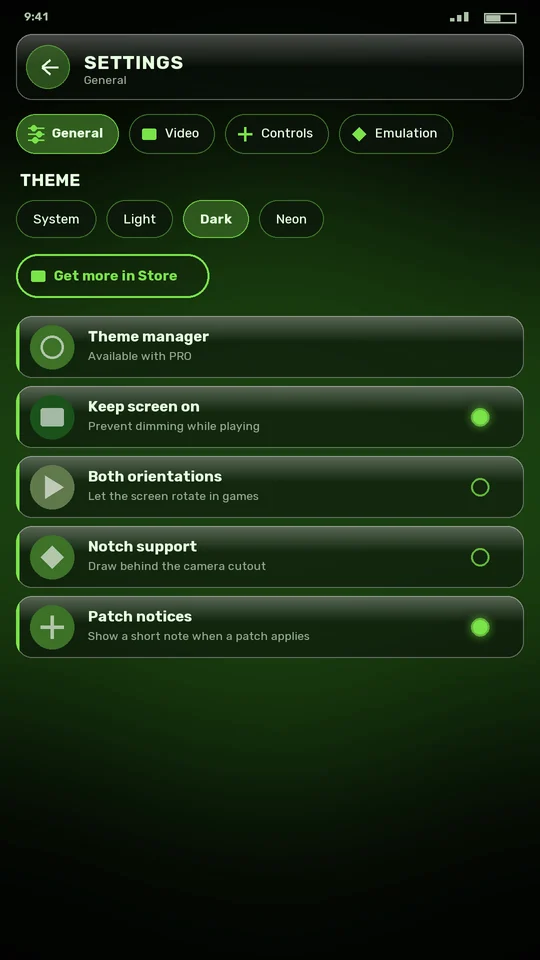 9:41
SETTINGS
General
General
Video
Controls
Emulation
THEME
System
Light
Dark
Neon
Get more in Store
Theme manager
Available with PRO
Keep screen on
Prevent dimming while playing
Both orientations
Let the screen rotate in games
Notch support
Draw behind the camera cutout
Patch notices
Show a short note when a patch applies